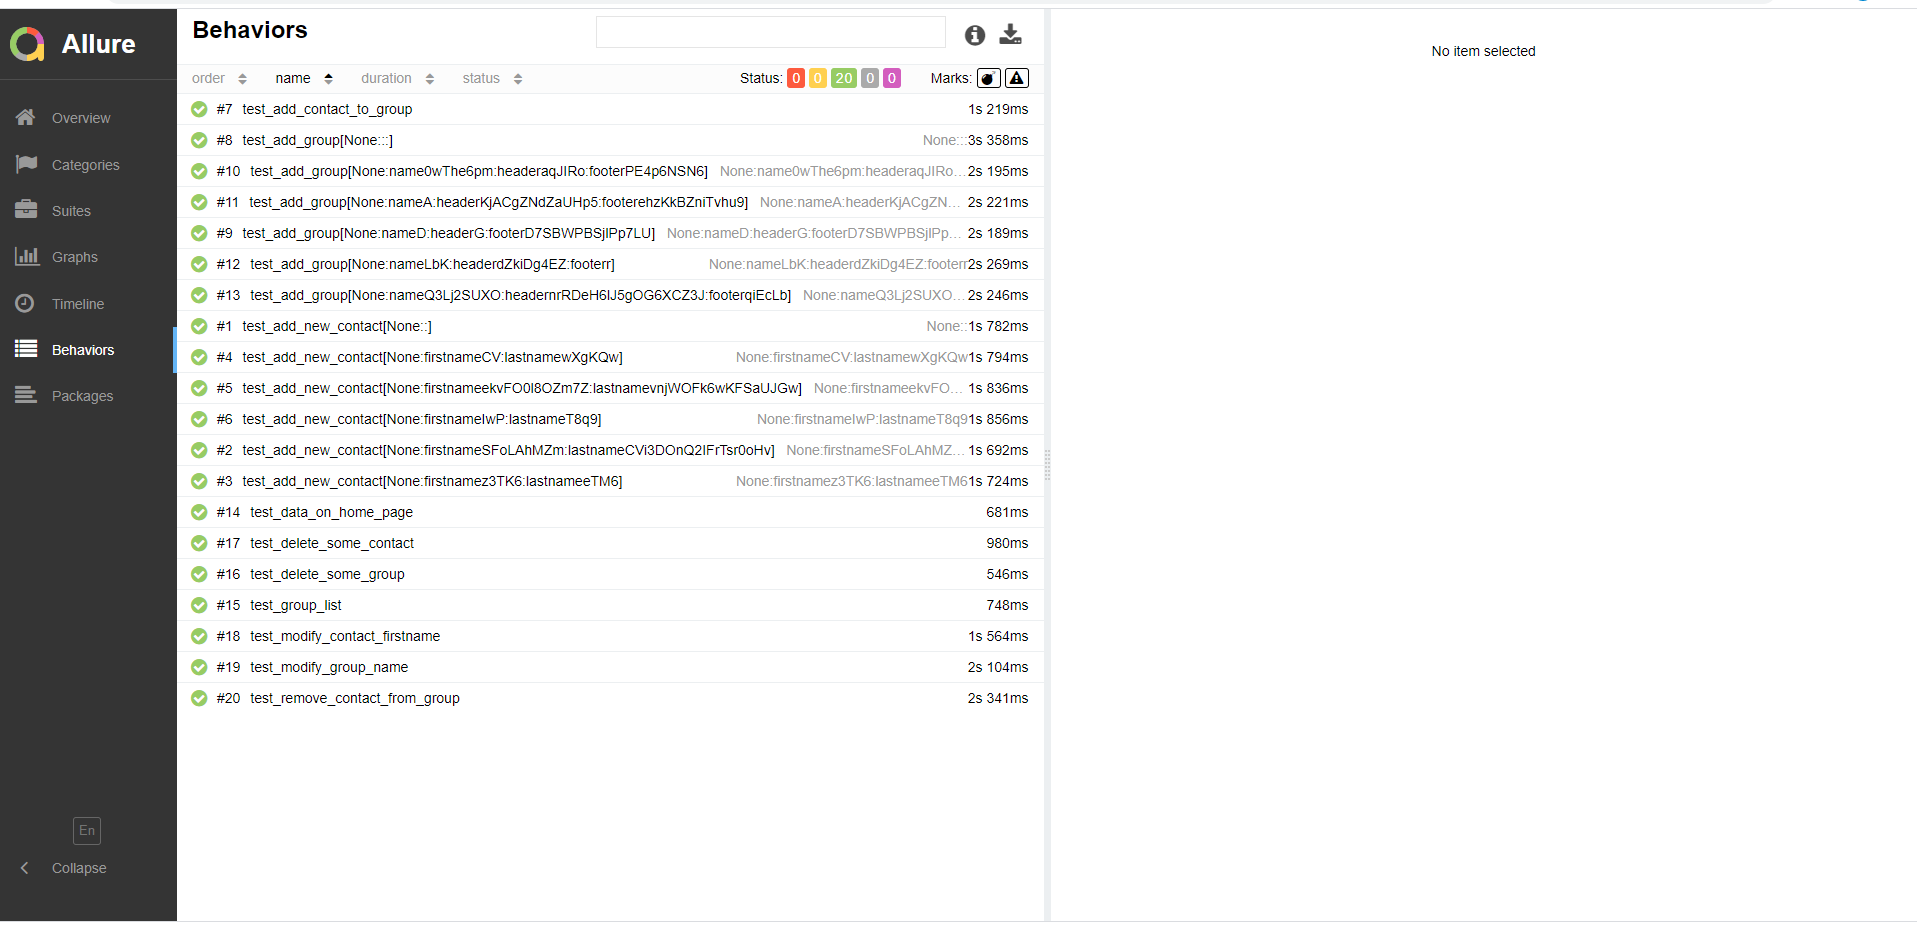 Allure
Overview
Categories
Suites
Graphs
Timeline
Behaviors
Packages
En
Collapse
Behaviors
order name duration status Status: 0 0 20 0 0 Marks:
#7 test_add_contact_to_group 1s 219ms
#8 test_add_group[None:::] None::: 3s 358ms
#10 test_add_group[None:name0wThe6pm:headeraqJIRo:footerPE4p6NSN6] None:name0wThe6pm:headeraqJIRo... 2s 195ms
#11 test_add_group[None:nameA:headerKjACgZNdZaUHp5:footerehzKkBZniTvhu9] None:nameA:headerKjACgZN... 2s 221ms
#9 test_add_group[None:nameD:headerG:footerD7SBWPBSjIPp7LU] None:nameD:headerG:footerD7SBWPBSjIPp... 2s 189ms
#12 test_add_group[None:nameLbK:headerdZkiDg4EZ:footerr] None:nameLbK:headerdZkiDg4EZ:footerr 2s 269ms
#13 test_add_group[None:nameQ3Lj2SUXO:headernrRDeH6IJ5gOG6XCZ3J:footerqiEcLb] None:nameQ3Lj2SUXO... 2s 246ms
#1 test_add_new_contact[None::] None:: 1s 782ms
#4 test_add_new_contact[None:firstnameCV:lastnamewXgKQw] None:firstnameCV:lastnamewXgKQw 1s 794ms
#5 test_add_new_contact[None:firstnameekvFO0I8OZm7Z:lastnamevnjWOFk6wKFSaUJGw] None:firstnameekvFO... 1s 836ms
#6 test_add_new_contact[None:firstnameIwP:lastnameT8q9] None:firstnameIwP:lastnameT8q9 1s 856ms
#2 test_add_new_contact[None:firstnameSFoLAhMZm:lastnameCVi3DOnQ2IFrTsr0oHv] None:firstnameSFoLAhMZ... 1s 692ms
#3 test_add_new_contact[None:firstnamez3TK6:lastnameeTM6] None:firstnamez3TK6:lastnameeTM6 1s 724ms
#14 test_data_on_home_page 681ms
#17 test_delete_some_contact 980ms
#16 test_delete_some_group 546ms
#15 test_group_list 748ms
#18 test_modify_contact_firstname 1s 564ms
#19 test_modify_group_name 2s 104ms
#20 test_remove_contact_from_group 2s 341ms
No item selected